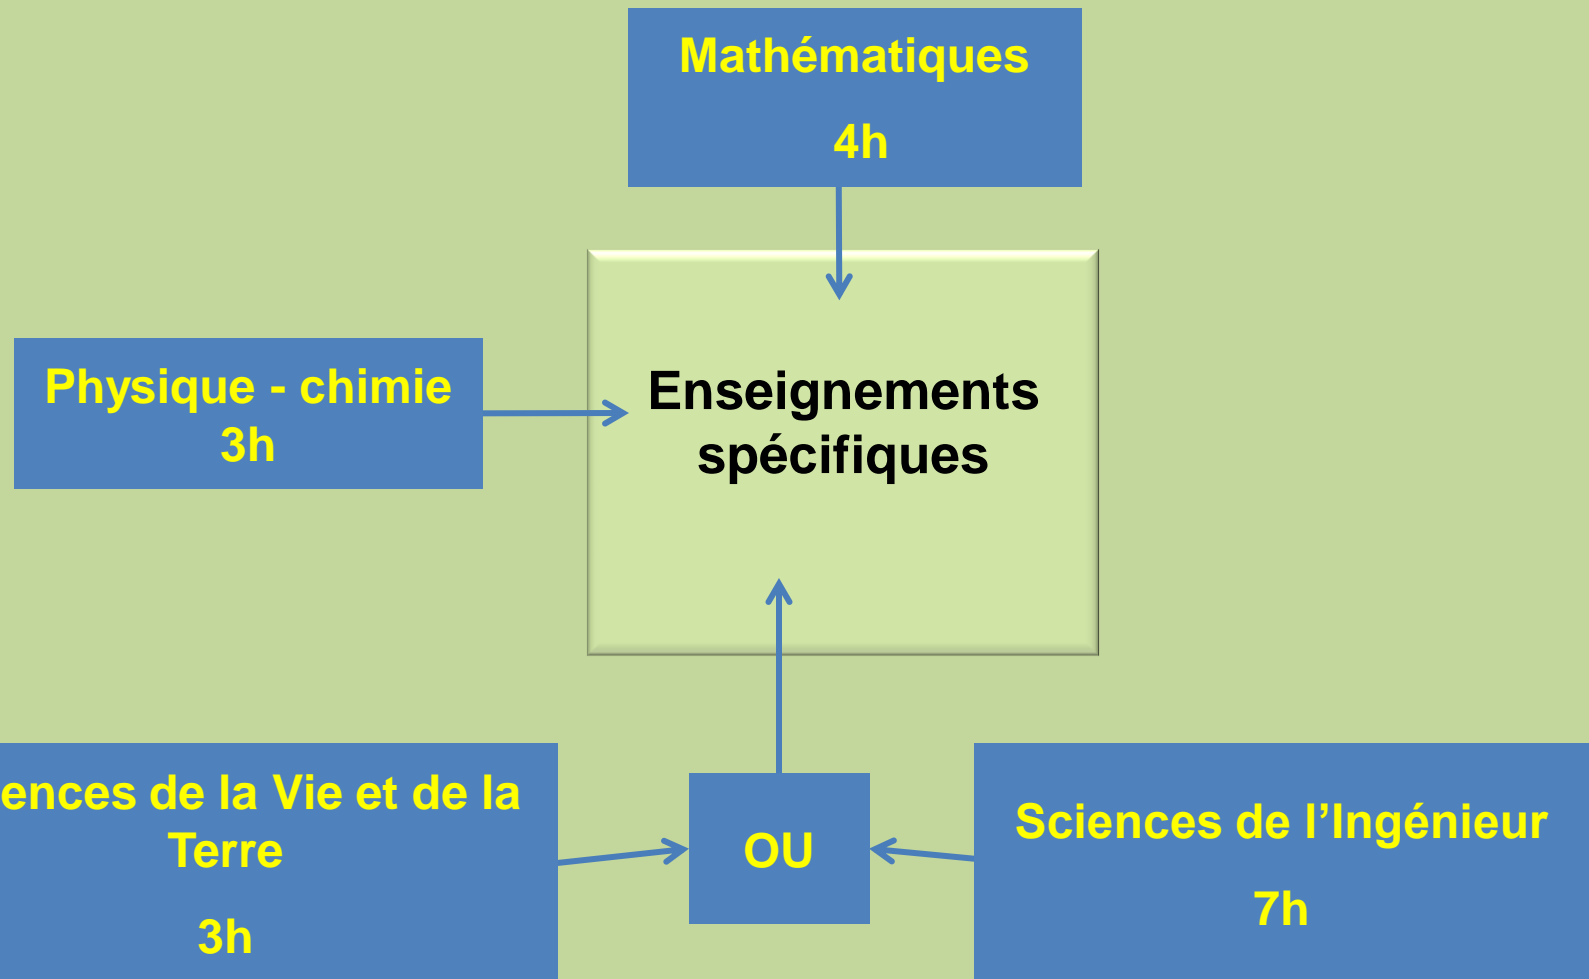 Mathématiques
4h
Physique - chimie
3h
Enseignements
spécifiques
ences de la Vie et de la
Terre
3h
OU
Sciences de l’Ingénieur
7h